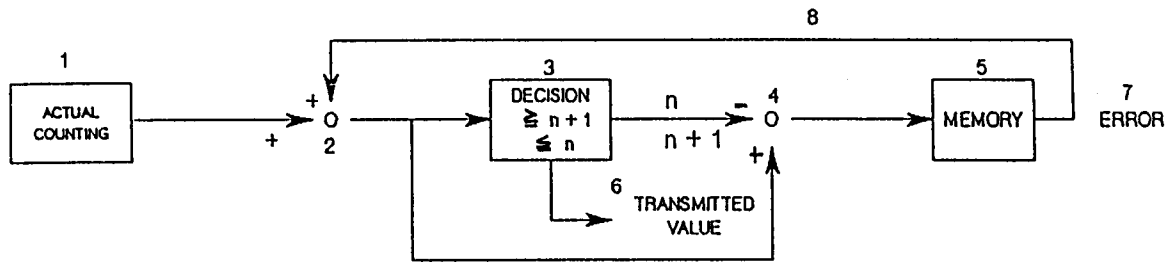 8
1
3
5
ACTUAL
COUNTING
+
+
2
DECISION
≧ n+1
≦ n
n
n+1
-
4
+
MEMORY
7
ERROR
6
TRANSMITTED
VALUE